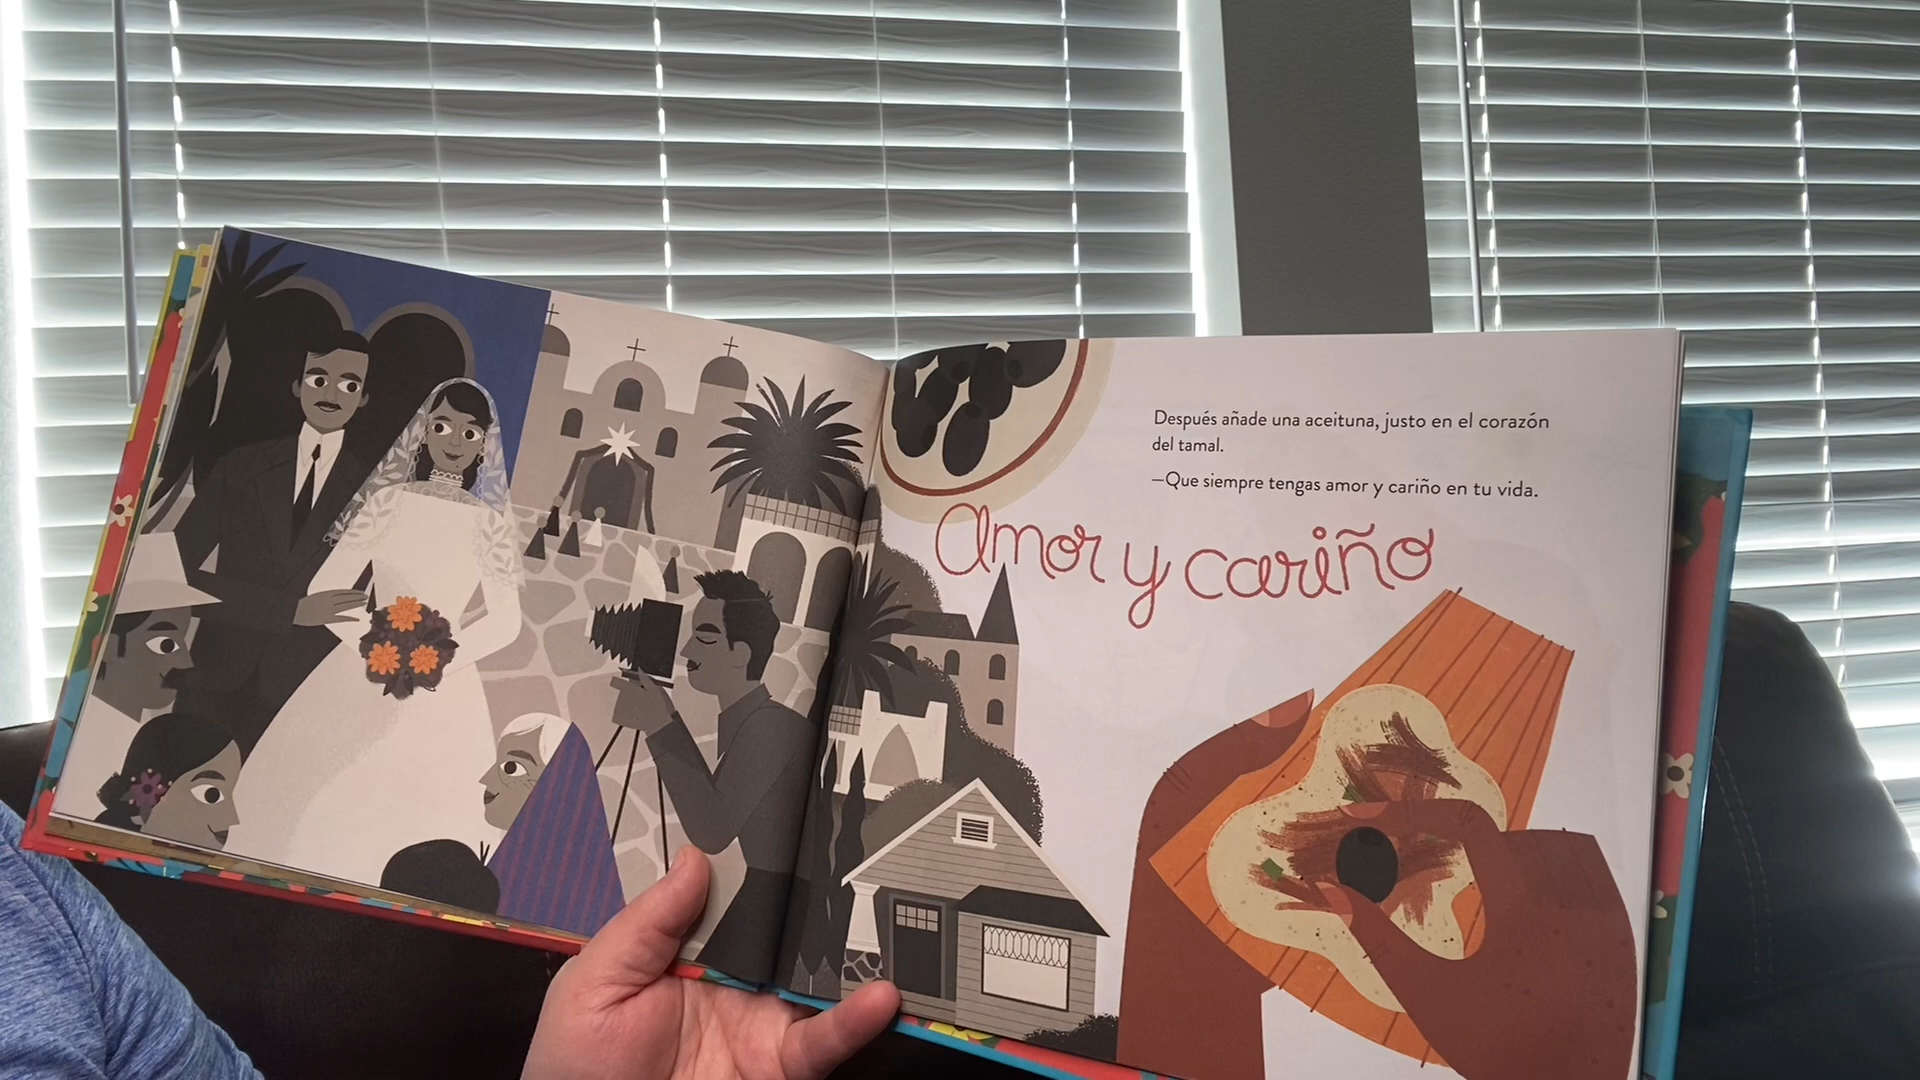 Después añade una aceituna, justo en el corazón
del tamal.
—Que siempre tengas amor y cariño en tu vida.
Amor y cariño